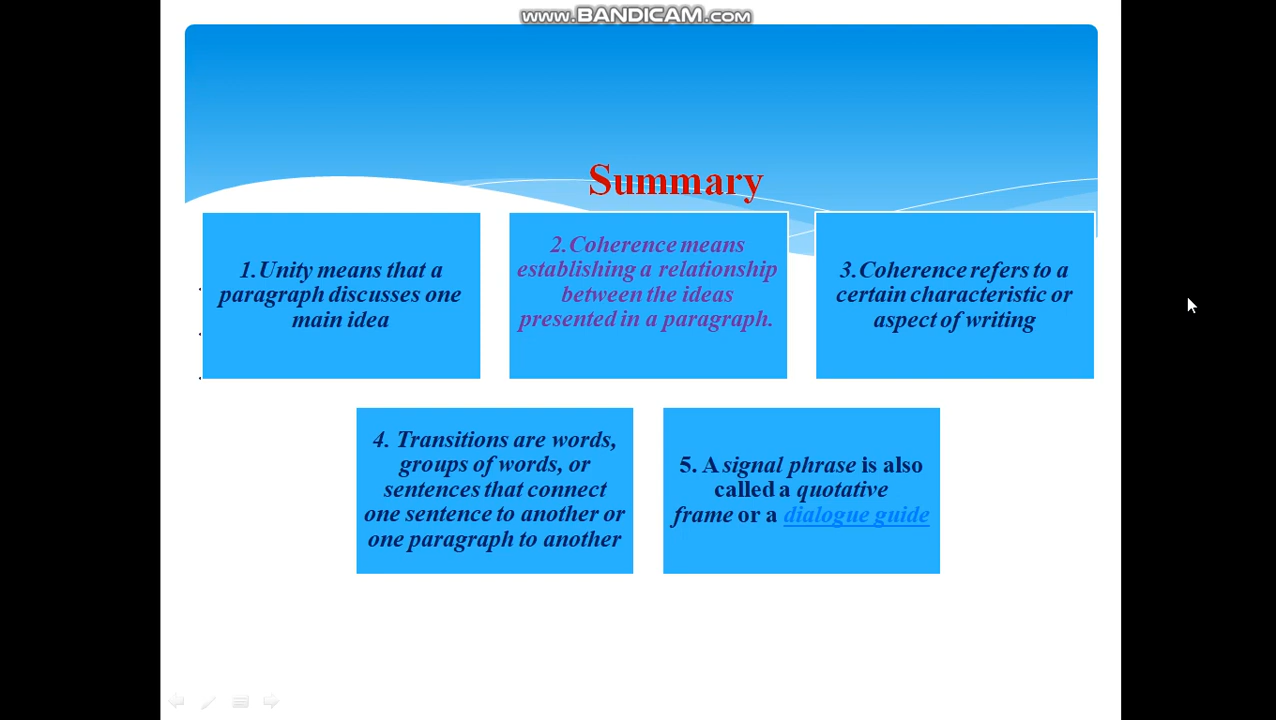 www.BANDICAM.com
Summary
1.Unity means that a
paragraph discusses one
main idea
2.Coherence means
establishing a relationship
between the ideas
presented in a paragraph.
3.Coherence refers to a
certain characteristic or
aspect of writing
4. Transitions are words,
groups of words, or
sentences that connect
one sentence to another or
one paragraph to another
5. A signal phrase is also
called a quotative
frame or a dialogue guide